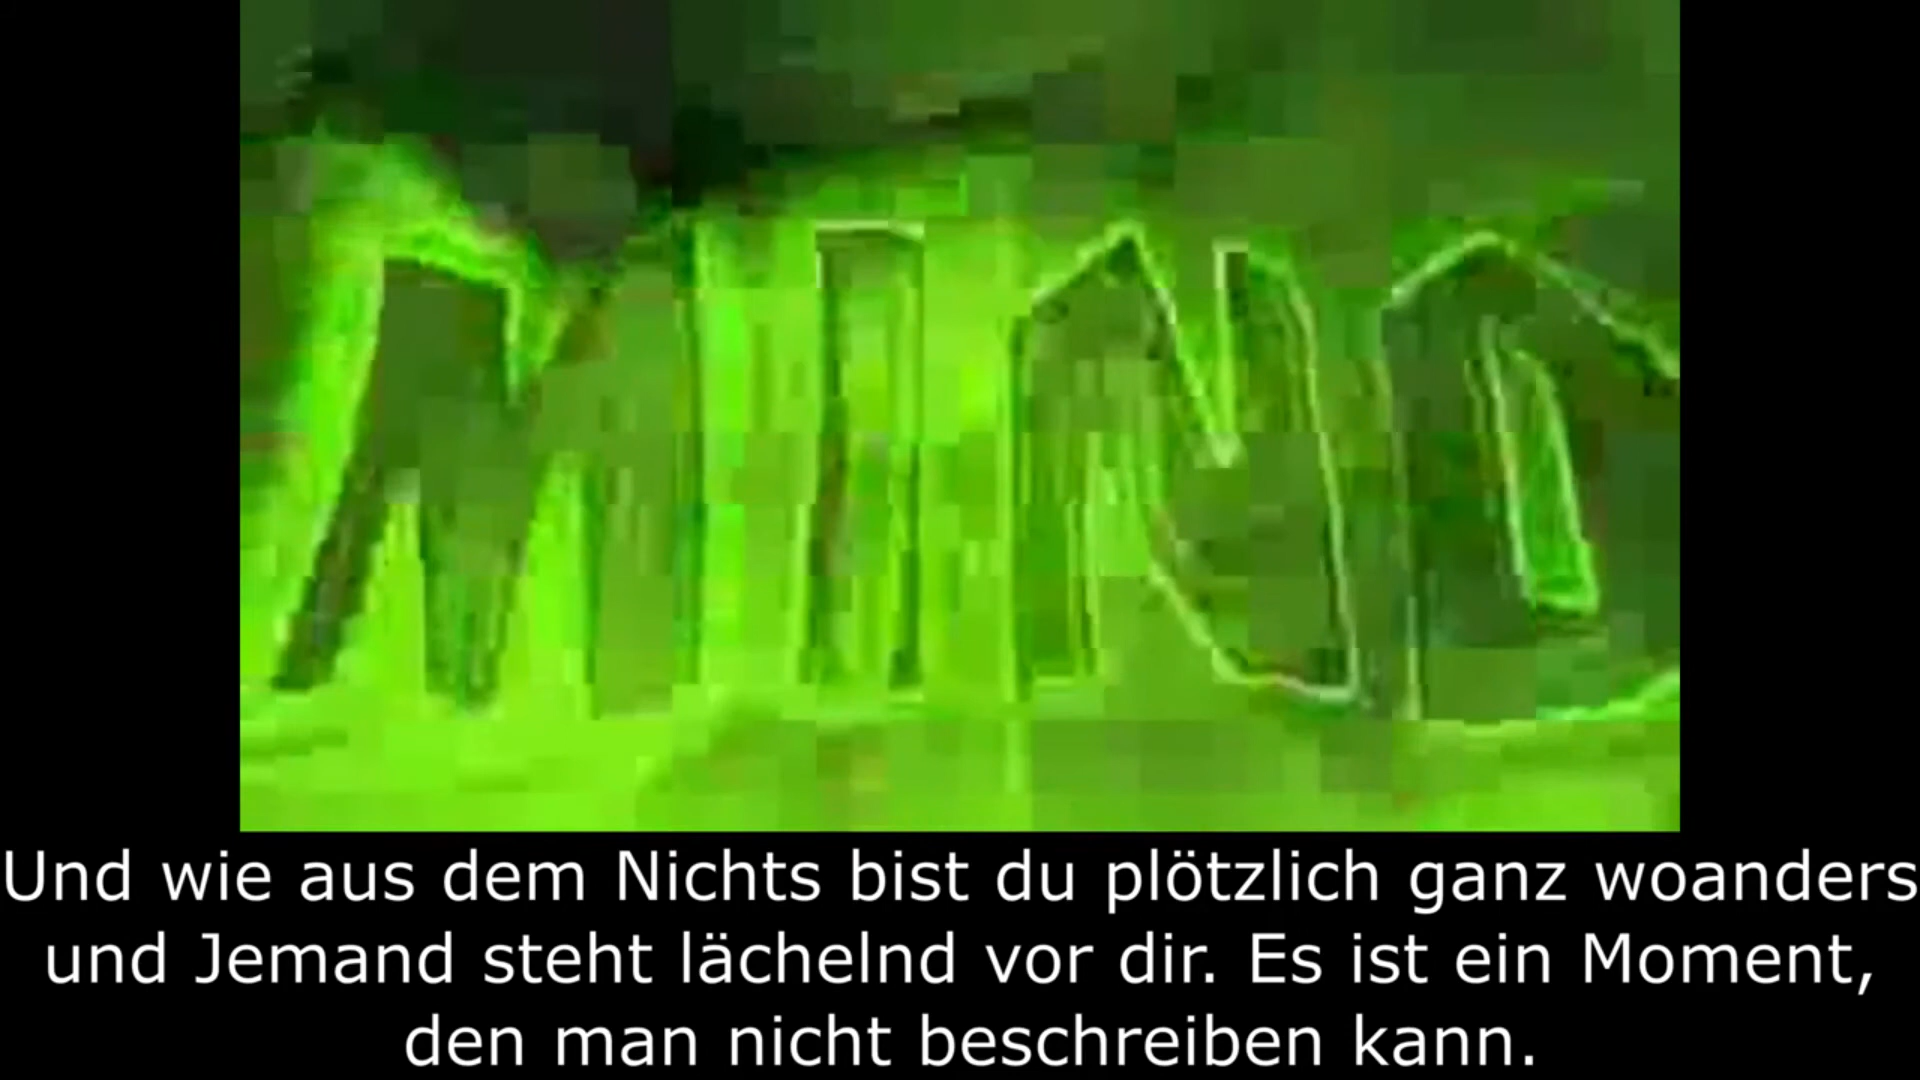 Und wie aus dem Nichts bist du plötzlich ganz woanders
und Jemand steht lächelnd vor dir. Es ist ein Moment,
den man nicht beschreiben kann.